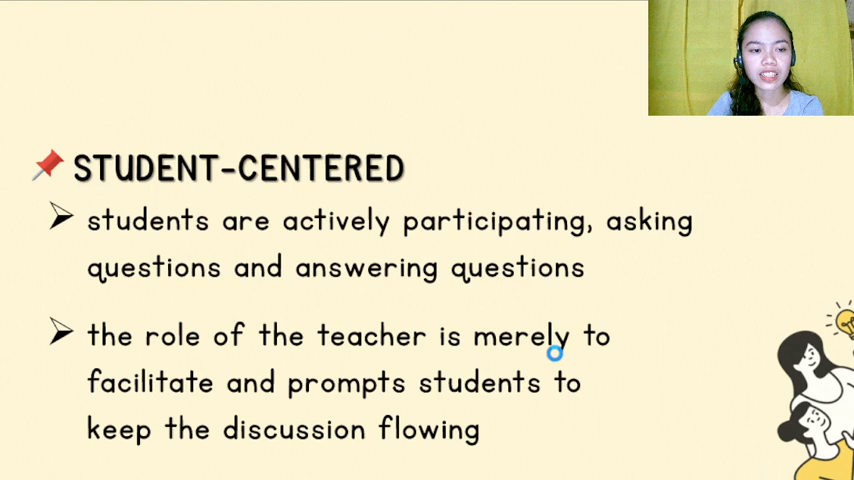 STUDENT-CENTERED
students are actively participating, asking
questions and answering questions
the role of the teacher is merely to
facilitate and prompts students to
keep the discussion flowing